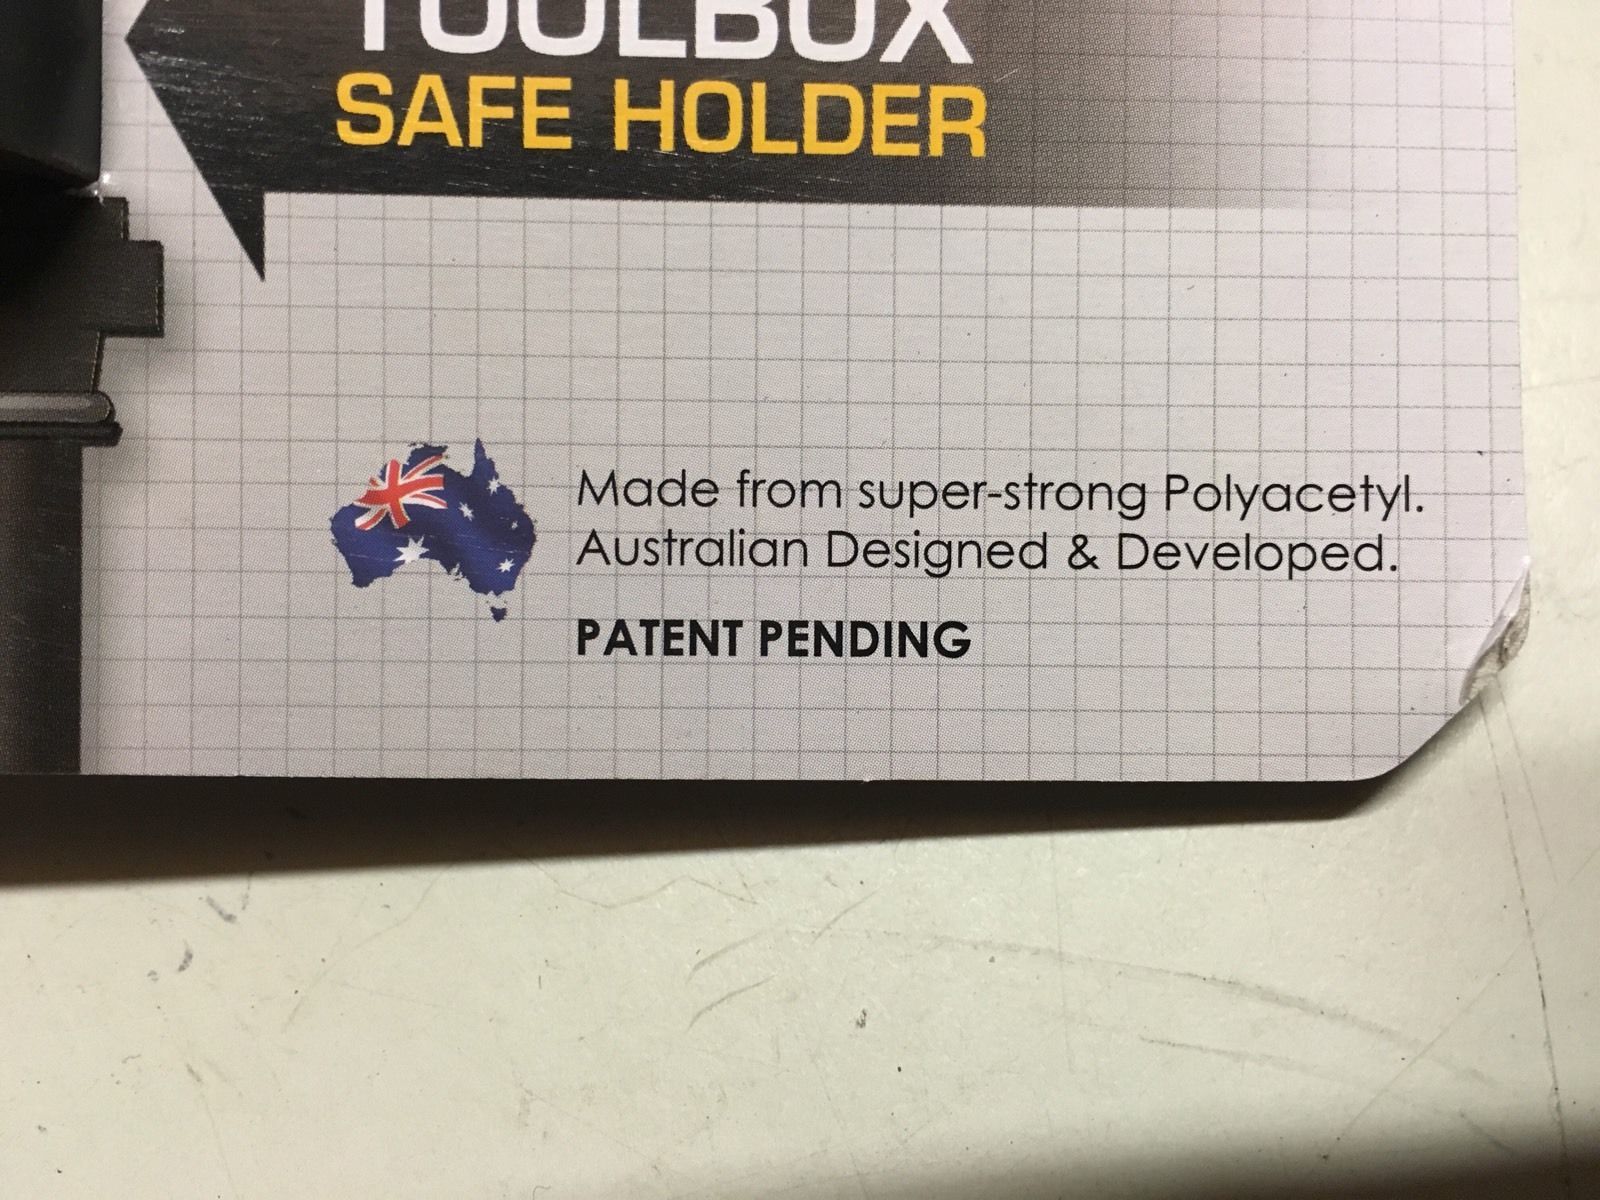 TOOLBOX
SAFE HOLDER
Made from super-strong Polyacetyl.
Australian Designed & Developed.
PATENT PENDING